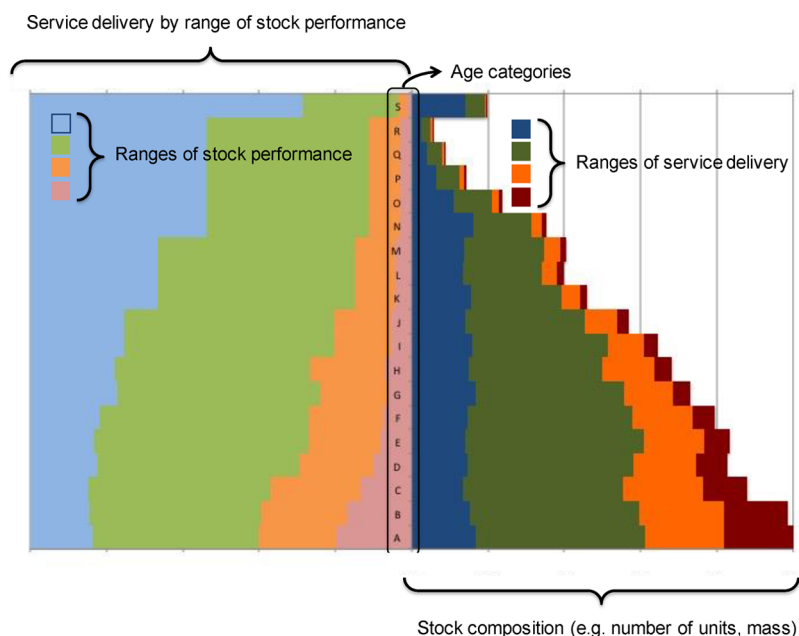 Service delivery by range of stock performance
Age categories
S
R
Q
P
O
N
M
L
K
J
I
H
G
F
E
D
C
B
A
Ranges of stock performance
Ranges of service delivery
Stock composition (e.g. number of units, mass)